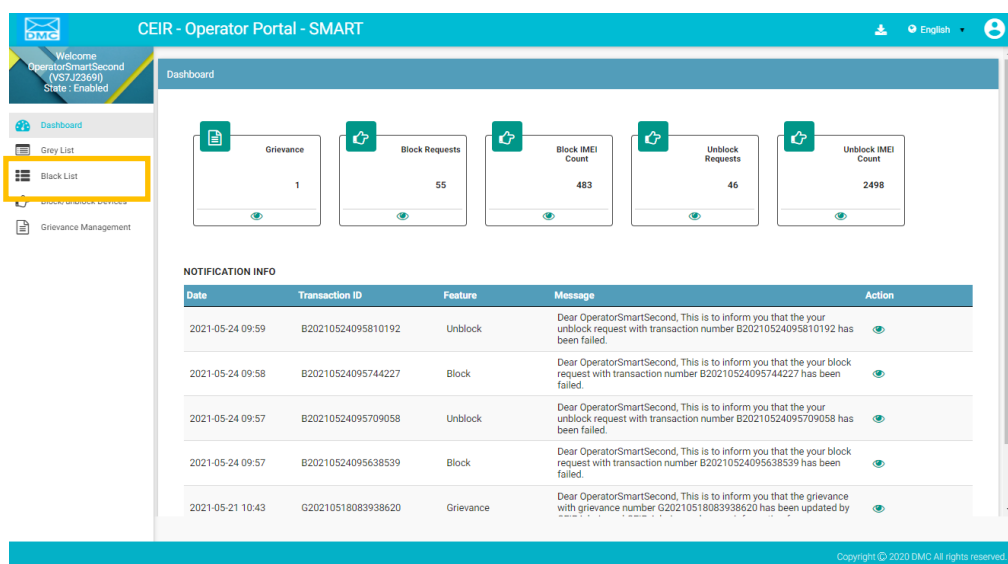 DMC
CEIR - Operator Portal - SMART
English
Welcome
OperatorSmartSecond
(VS7J2369I)
State : Enabled
Dashboard
Dashboard
Grey List
Black List
Block/Unblock Devices
Grievance Management
Grievance
1
Block Requests
55
Block IMEI
Count
483
Unblock
Requests
46
Unblock IMEI
Count
2498
NOTIFICATION INFO
Date Transaction ID Feature Message Action
Dear OperatorSmartSecond, This is to inform you that the your
2021-05-24 09:59 B20210524095810192 Unblock unblock request with transaction number B20210524095810192 has
been failed.
Dear OperatorSmartSecond, This is to inform you that the your block
2021-05-24 09:58 B20210524095744227 Block request with transaction number B20210524095744227 has been
failed.
Dear OperatorSmartSecond, This is to inform you that the your
2021-05-24 09:57 B20210524095709058 Unblock unblock request with transaction number B20210524095709058 has
been failed.
Dear OperatorSmartSecond, This is to inform you that the your block
2021-05-24 09:57 B20210524095638539 Block request with transaction number B20210524095638539 has been
failed.
Dear OperatorSmartSecond, This is to inform you that the grievance
2021-05-21 10:43 G20210518083938620 Grievance with grievance number G20210518083938620 has been updated by
Copyright © 2020 DMC All rights reserved.